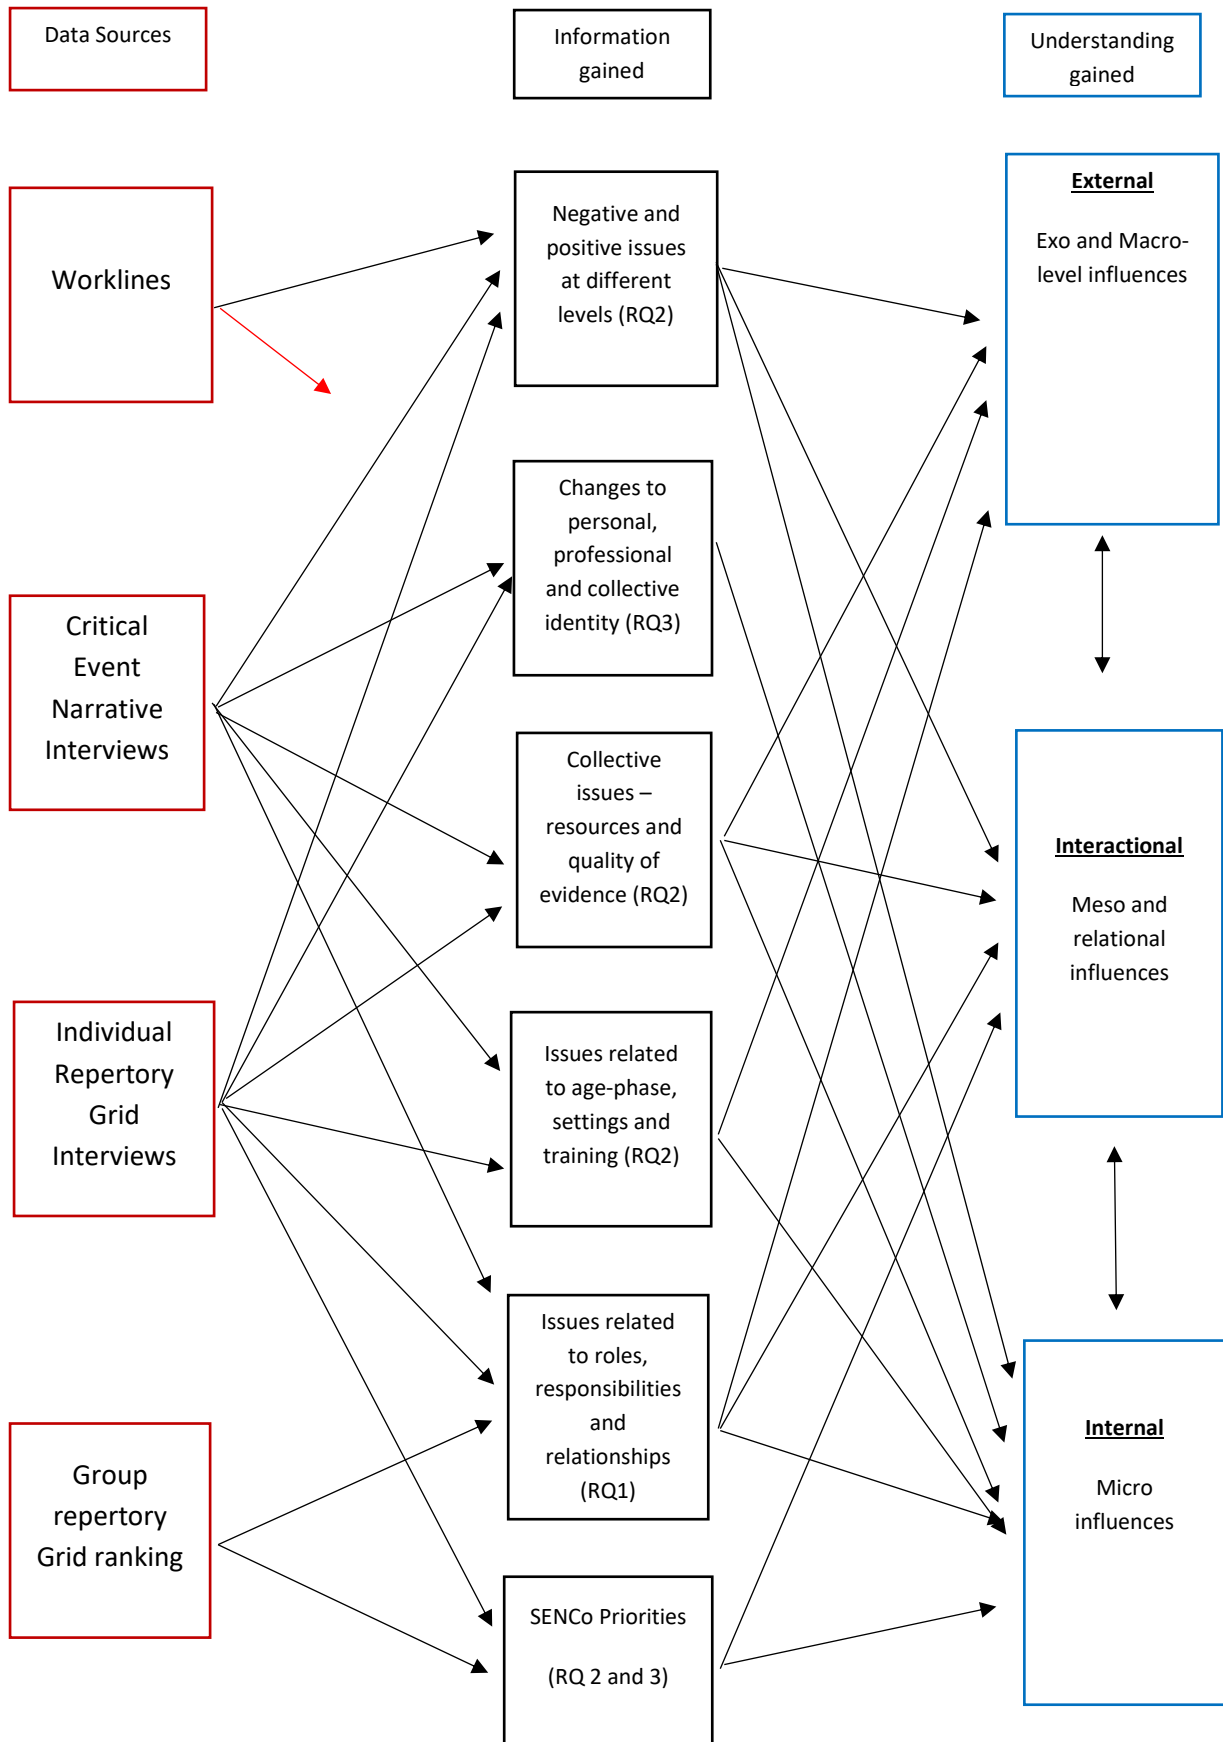 Data Sources
Information
gained
Understanding
gained
Worklines
Negative and
positive issues
at different
levels (RQ2)
External
Exo and Macro-
level influences
Changes to
personal,
professional
and collective
identity (RQ3)
Critical
Event
Narrative
Interviews
Collective
issues –
resources and
quality of
evidence (RQ2)
Interactional
Meso and
relational
influences
Individual
Repertory
Grid
Interviews
Issues related
to age-phase,
settings and
training (RQ2)
Issues related
to roles,
responsibilities
and
relationships
(RQ1)
Internal
Micro
influences
Group
repertory
Grid ranking
SENCo Priorities
(RQ 2 and 3)